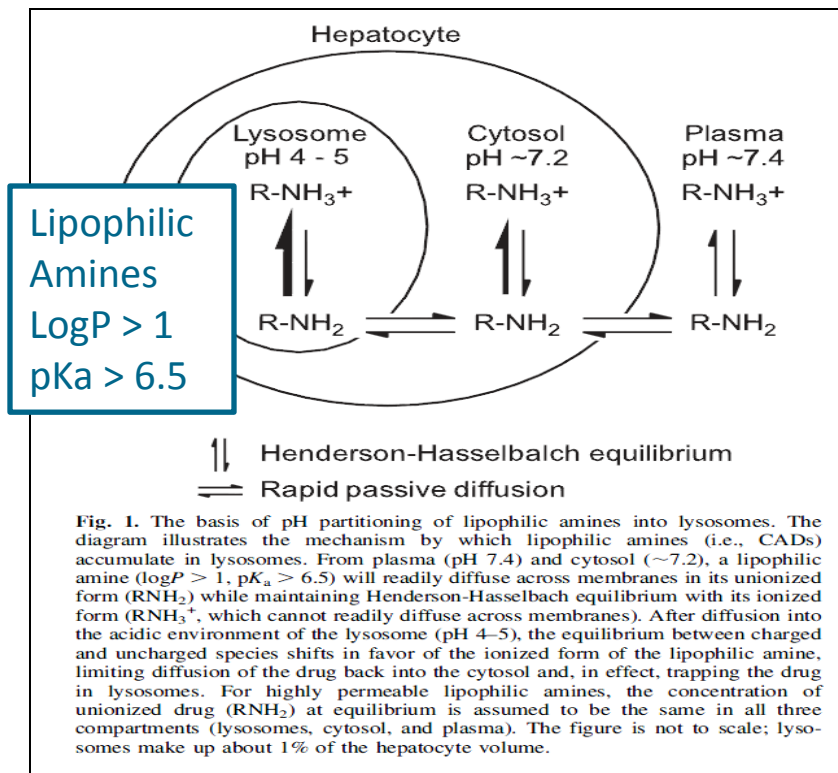 Hepatocyte
Lysosome
pH 4 - 5
Cytosol
pH ~7.2
Plasma
pH ~7.4
R-NH3+
R-NH3+
R-NH3+
Lipophilic
Amines
LogP > 1
pKa > 6.5
R-NH2
R-NH2
R-NH2
Henderson-Hasselbalch equilibrium
Rapid passive diffusion
Fig. 1. The basis of pH partitioning of lipophilic amines into lysosomes. The
diagram illustrates the mechanism by which lipophilic amines (i.e., CADs)
accumulate in lysosomes. From plasma (pH 7.4) and cytosol (~7.2), a lipophilic
amine (logP > 1, pKa > 6.5) will readily diffuse across membranes in its unionized
form (RNH2) while maintaining Henderson-Hasselbach equilibrium with its ionized
form (RNH3+, which cannot readily diffuse across membranes). After diffusion into
the acidic environment of the lysosome (pH 4–5), the equilibrium between charged
and uncharged species shifts in favor of the ionized form of the lipophilic amine,
limiting diffusion of the drug back into the cytosol and, in effect, trapping the drug
in lysosomes. For highly permeable lipophilic amines, the concentration of
unionized drug (RNH2) at equilibrium is assumed to be the same in all three
compartments (lysosomes, cytosol, and plasma). The figure is not to scale; lyso-
somes make up about 1% of the hepatocyte volume.